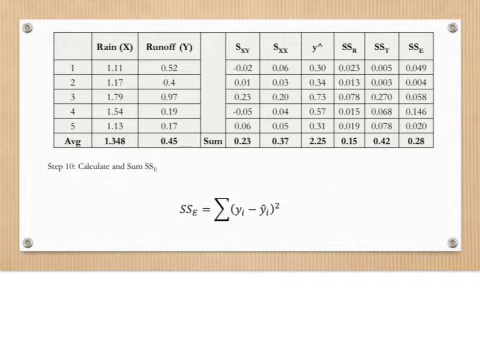 Rain (X) Runoff (Y) SXY SXX y^ SSR SST SSE
1 1.11 0.52 -0.02 0.06 0.30 0.023 0.005 0.049
2 1.17 0.4 0.01 0.03 0.34 0.013 0.003 0.004
3 1.79 0.97 0.23 0.20 0.73 0.078 0.270 0.058
4 1.54 0.19 -0.05 0.04 0.57 0.015 0.068 0.146
5 1.13 0.17 0.06 0.05 0.31 0.019 0.078 0.020
Avg 1.348 0.45 Sum 0.23 0.37 2.25 0.15 0.42 0.28
Step 10: Calculate and Sum SSE
SSE = ∑(yi − ŷi)²